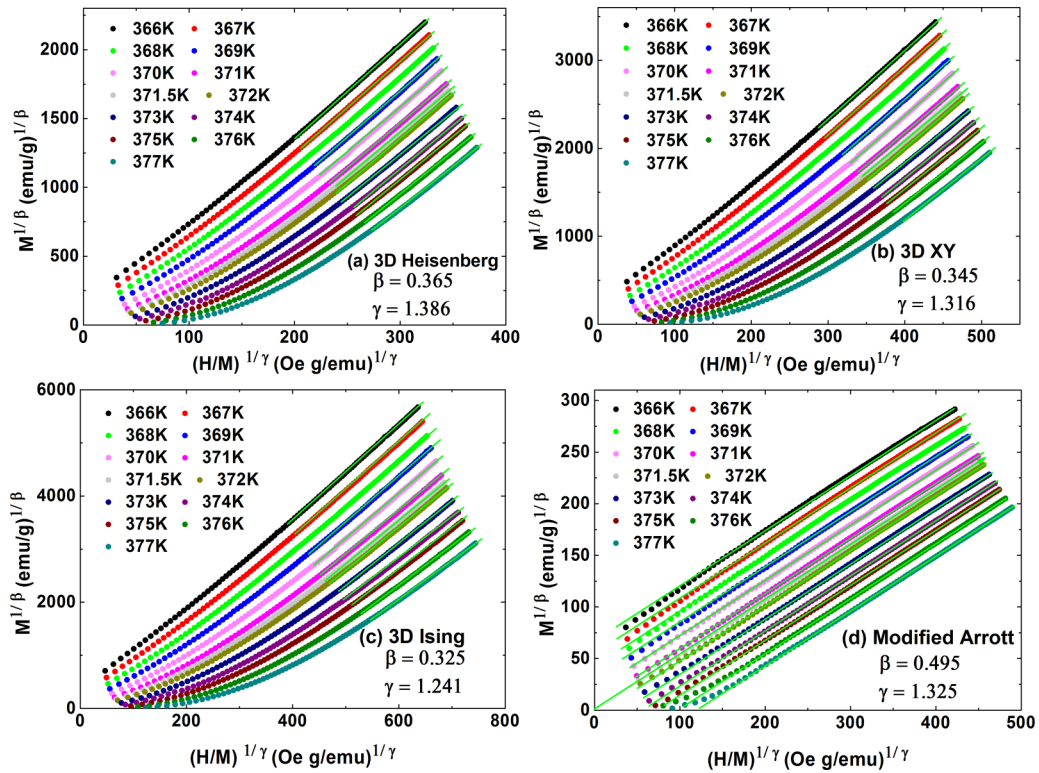 366K 367K
368K 369K
370K 371K
371.5K 372K
373K 374K
375K 376K
377K
2000
1500
1000
500
0
M^{1/β} (emu/g)^{1/β}
(a) 3D Heisenberg
β = 0.365
γ = 1.386
0 100 200 300 400
(H/M)^{1/γ} (Oe g/emu)^{1/γ}
366K 367K
368K 369K
370K 371K
371.5K 372K
373K 374K
375K 376K
377K
3000
2000
1000
0
M^{1/β} (emu/g)^{1/β}
(b) 3D XY
β = 0.345
γ = 1.316
0 100 200 300 400 500
(H/M)^{1/γ} (Oe g/emu)^{1/γ}
366K 367K
368K 369K
370K 371K
371.5K 372K
373K 374K
375K 376K
377K
6000
4000
2000
0
M^{1/β} (emu/g)^{1/β}
(c) 3D Ising
β = 0.325
γ = 1.241
0 200 400 600 800
(H/M)^{1/γ} (Oe g/emu)^{1/γ}
366K 367K
368K 369K
370K 371K
371.5K 372K
373K 374K
375K 376K
377K
300
250
200
150
100
50
0
M^{1/β} (emu/g)^{1/β}
(d) Modified Arrott
β = 0.495
γ = 1.325
0 100 200 300 400 500
(H/M)^{1/γ} (Oe g/emu)^{1/γ}